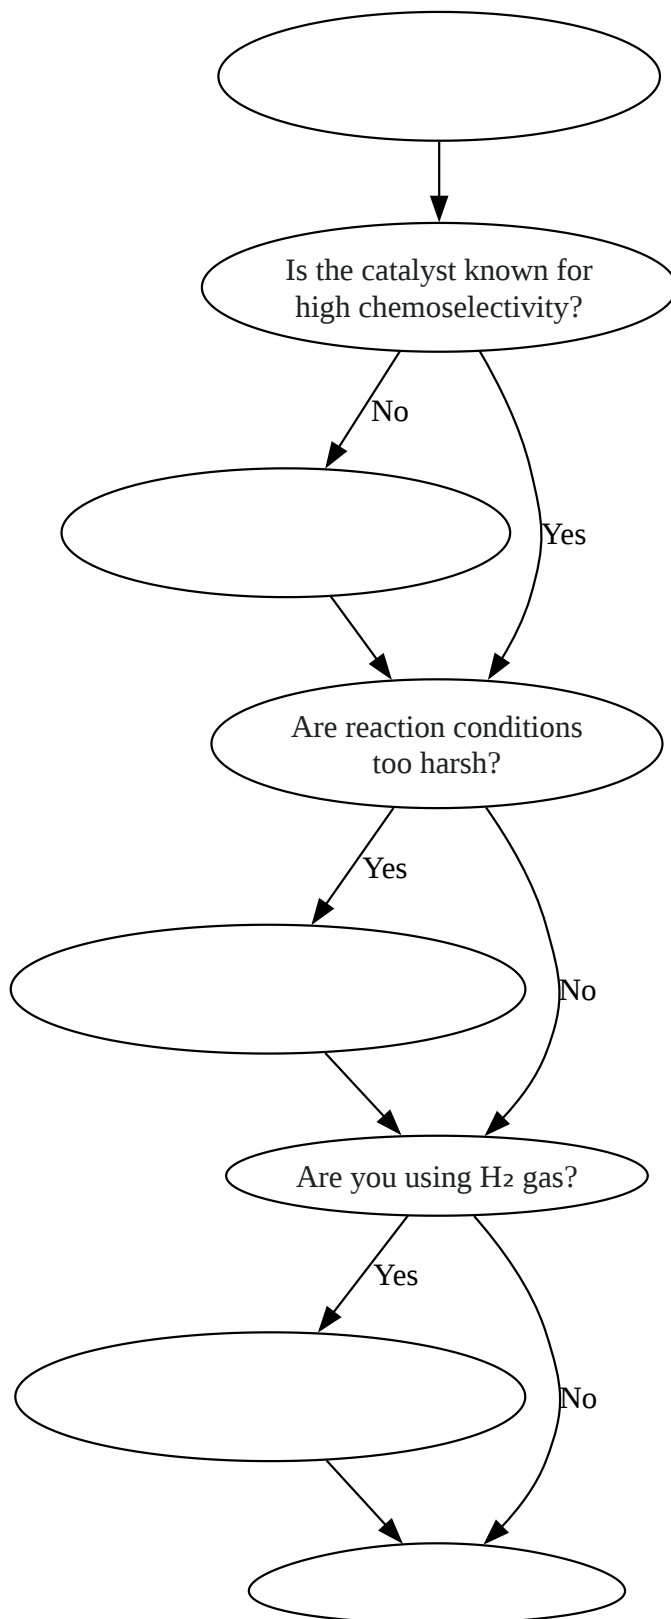 Is the catalyst known for
high chemoselectivity?
No
Yes
Are reaction conditions
too harsh?
Yes
No
Are you using H₂ gas?
Yes
No